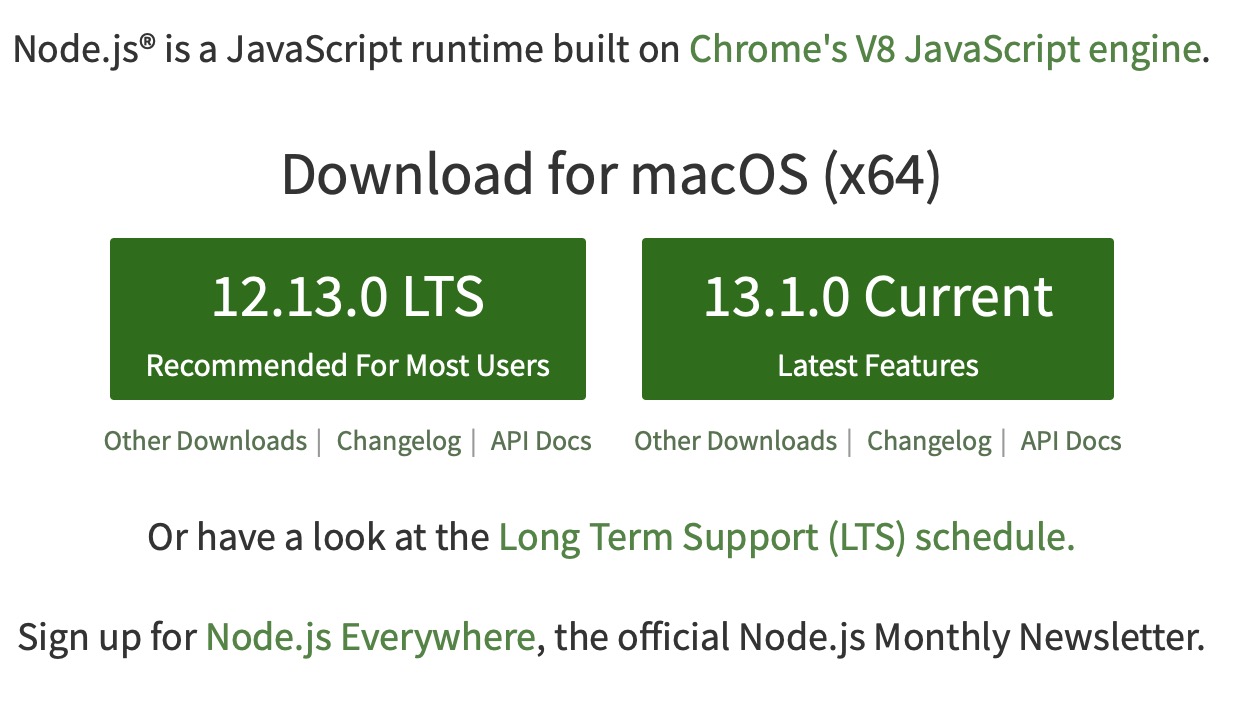 Node.js® is a JavaScript runtime built on Chrome's V8 JavaScript engine.
Download for macOS (x64)
12.13.0 LTS
Recommended For Most Users
13.1.0 Current
Latest Features
Other Downloads | Changelog | API Docs
Other Downloads | Changelog | API Docs
Or have a look at the Long Term Support (LTS) schedule.
Sign up for Node.js Everywhere, the official Node.js Monthly Newsletter.